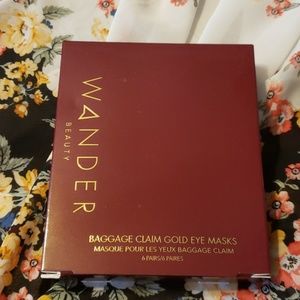 WANDER
BEAUTY
BAGGAGE CLAIM GOLD EYE MASKS
MASQUE POUR LES YEUX BAGGAGE CLAIM
6 PAIRS/6 PAIRES